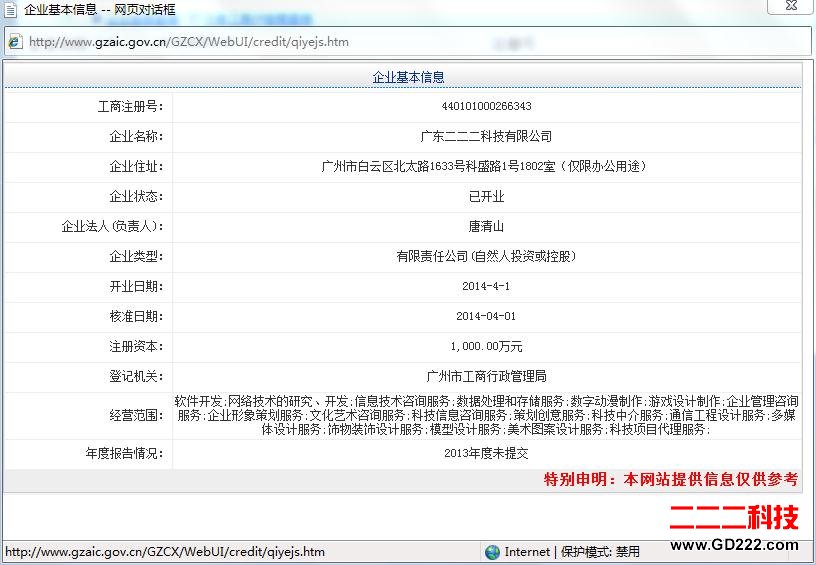 企业基本信息 -- 网页对话框
http://www.gzaic.gov.cn/GZCX/WebUI/credit/qiyejs.htm
企业基本信息
工商注册号： 440101000266343
企业名称： 广东二二二科技有限公司
企业住址： 广州市白云区北太路1633号科盛路1号1802室（仅限办公用途）
企业状态： 已开业
企业法人(负责人)： 唐清山
企业类型： 有限责任公司(自然人投资或控股)
开业日期： 2014-4-1
核准日期： 2014-04-01
注册资本： 1,000.00万元
登记机关： 广州市工商行政管理局
软件开发;网络技术的研究、开发;信息技术咨询服务;数据处理和存储服务;数字动漫制作;游戏设计制作;企业管理咨询
经营范围： 服务;企业形象策划服务;文化艺术咨询服务;科技信息咨询服务;策划创意服务;科技中介服务;通信工程设计服务;多媒
体设计服务;饰物装饰设计服务;模型设计服务;美术图案设计服务;科技项目代理服务;
年度报告情况： 2013年度未提交
特别申明：本网站提供信息仅供参考
二二二科技
www.GD222.com
http://www.gzaic.gov.cn/GZCX/WebUI/credit/qiyejs.htm Internet | 保护模式: 禁用